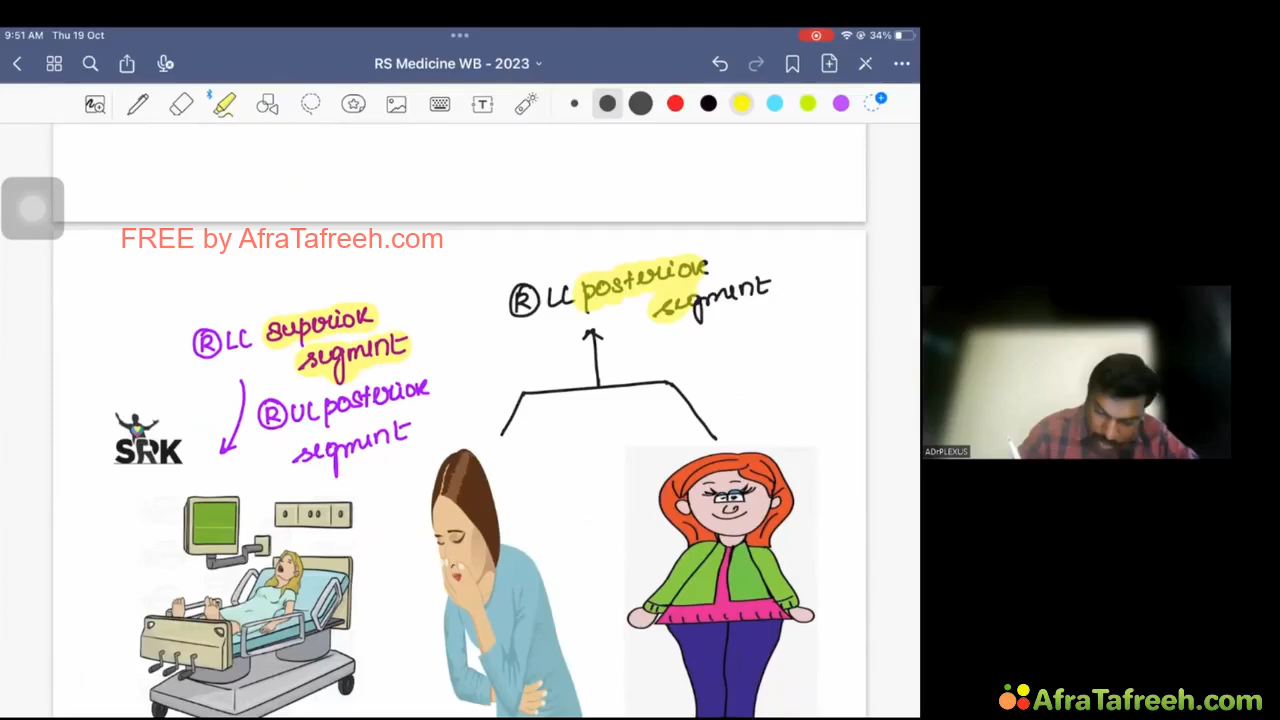 9:51 AM Thu 19 Oct
34%
RS Medicine WB - 2023
T
FREE by AfraTafreeh.com
R LL posterior
segment
R LL superior
segment
R UL posterior
segment
SRK
ADrPLEXUS
AfraTafreeh.com